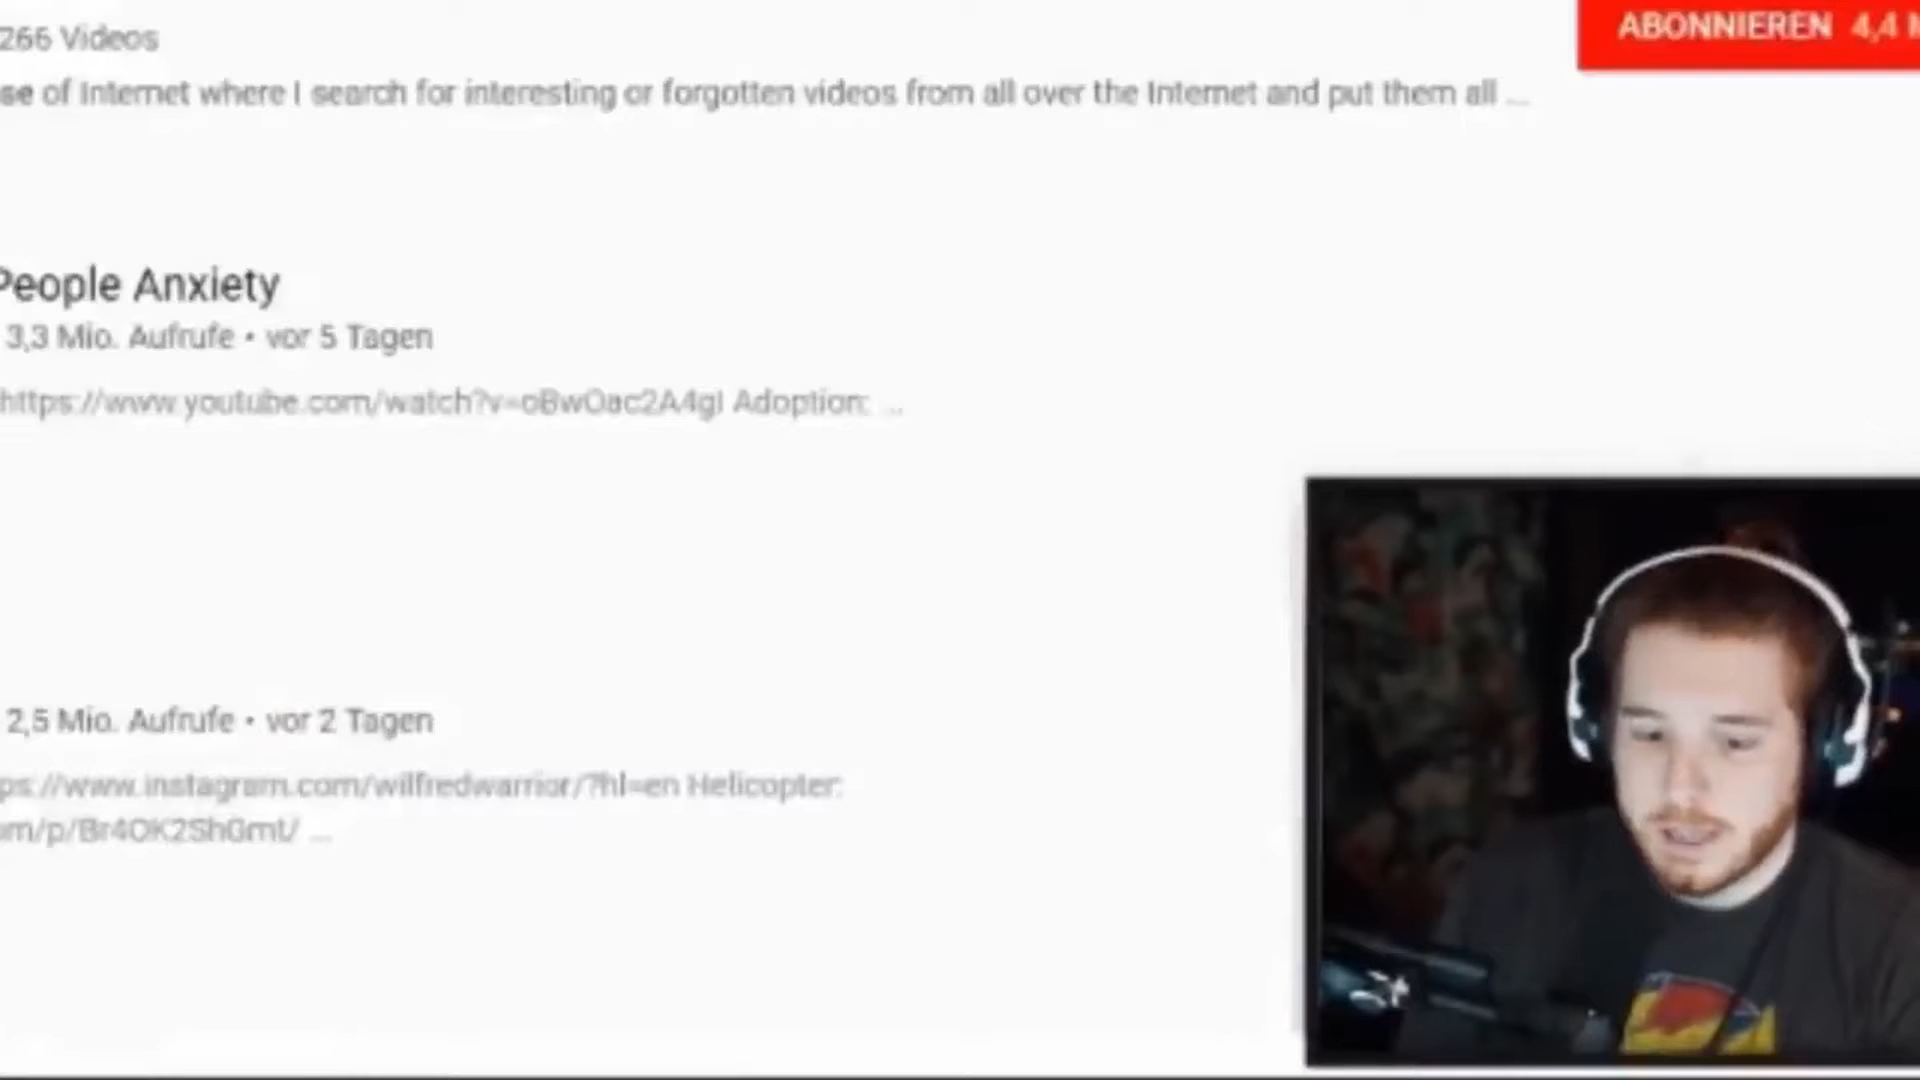 266 Videos
ABONNIEREN 4,4
se of Internet where I search for interesting or forgotten videos from all over the Internet and put them all ...
People Anxiety
3,3 Mio. Aufrufe • vor 5 Tagen
https://www.youtube.com/watch?v=oBwOac2A4gI Adoption: ...
2,5 Mio. Aufrufe • vor 2 Tagen
ps://www.instagram.com/wilfredwarrior/?hl=en Helicopter:
om/p/Br4OK2ShGmt/ ...